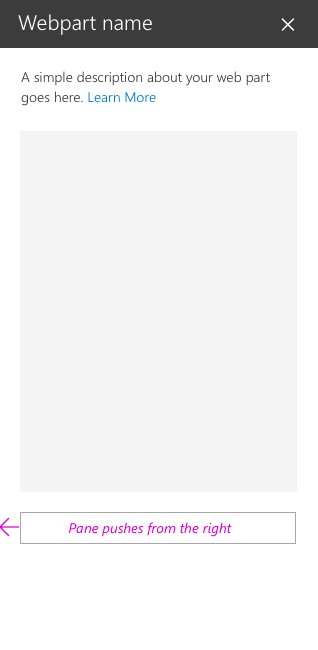 Webpart name
A simple description about your web part
goes here. Learn More
Pane pushes from the right